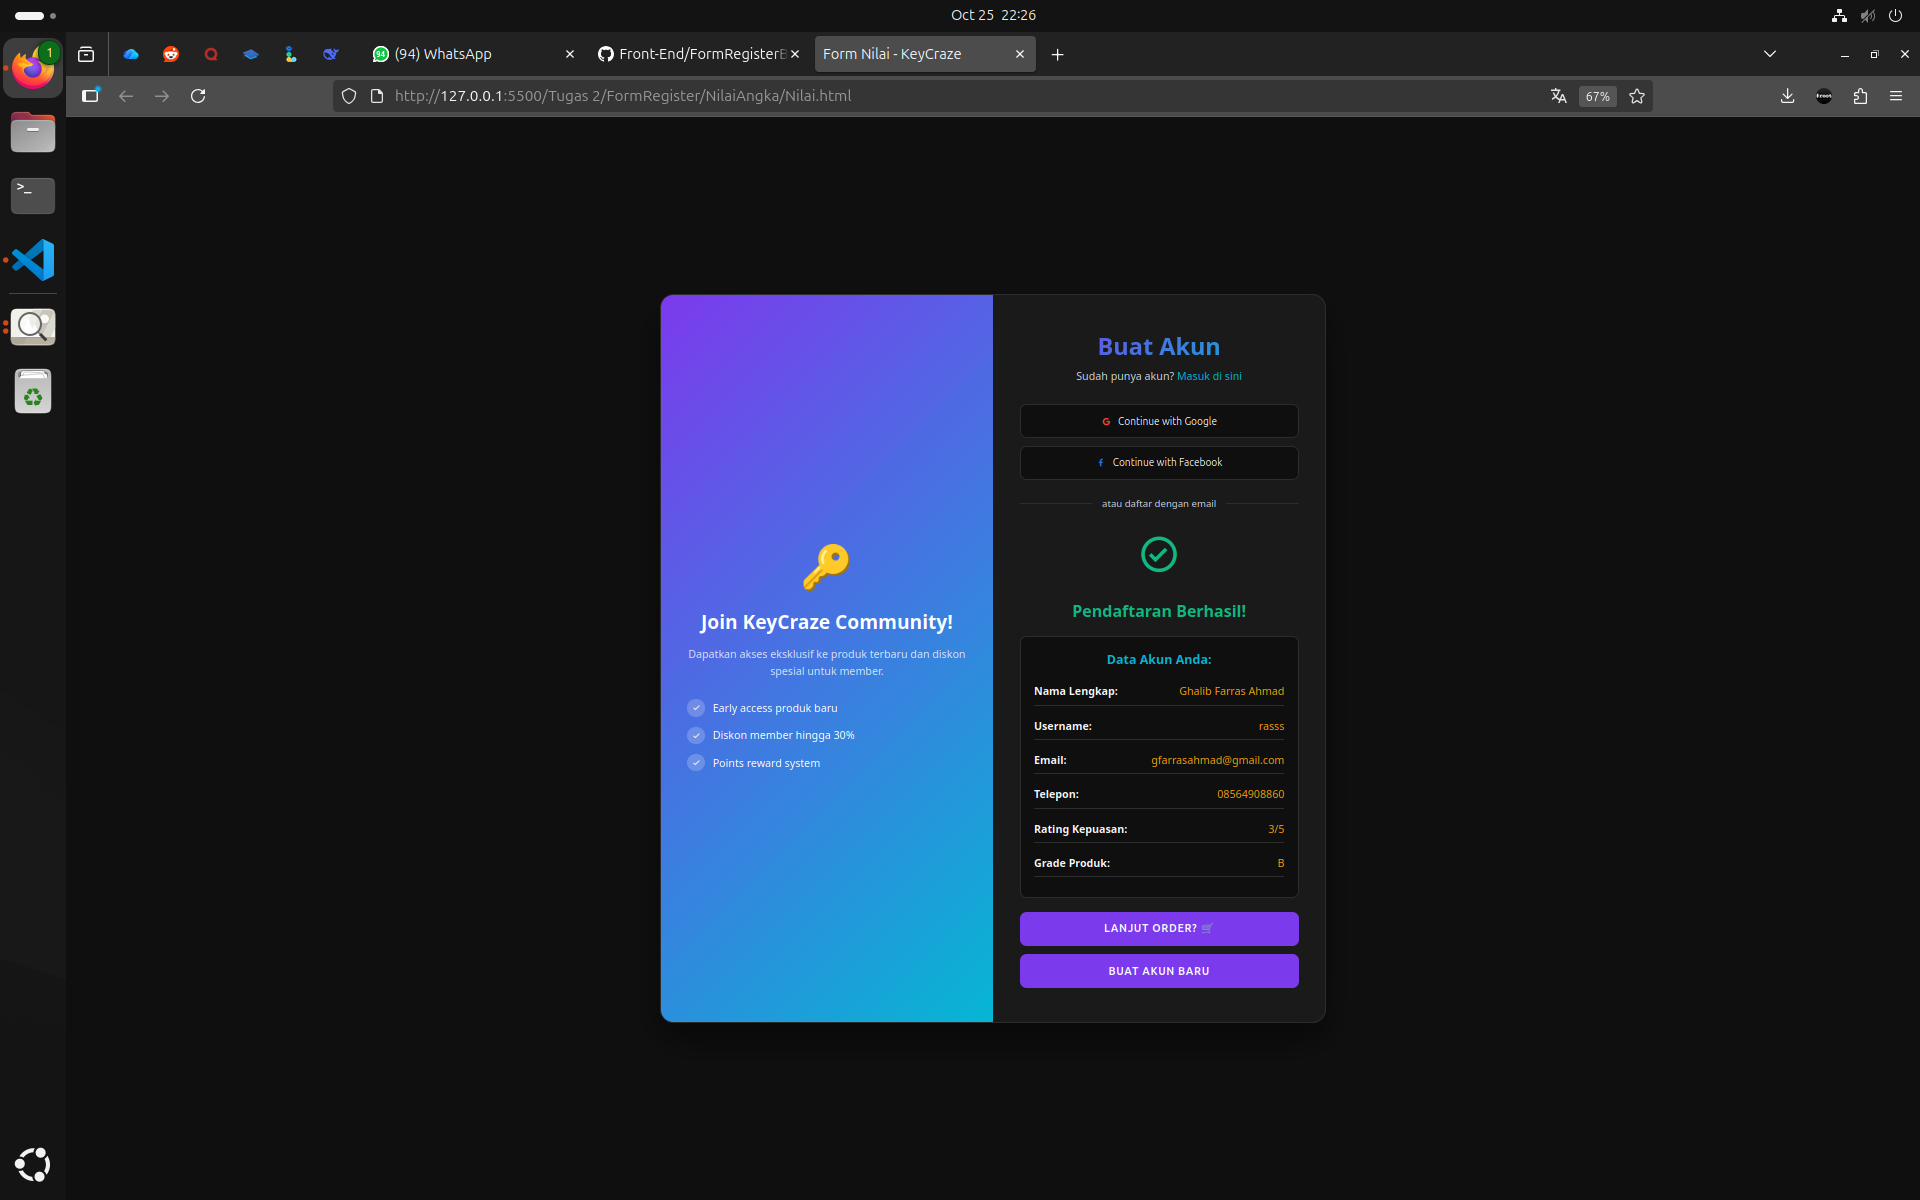 Oct 25 22:26
1
94
(94) WhatsApp
Front-End/FormRegisterB
Form Nilai - KeyCraze
http://127.0.0.1:5500/Tugas 2/FormRegister/NilaiAngka/Nilai.html
67%
>_
Buat Akun
Sudah punya akun? Masuk di sini
G Continue with Google
f Continue with Facebook
atau daftar dengan email
Join KeyCraze Community!
Dapatkan akses eksklusif ke produk terbaru dan diskon
spesial untuk member.
Early access produk baru
Diskon member hingga 30%
Points reward system
Pendaftaran Berhasil!
Data Akun Anda:
Nama Lengkap: Ghalib Farras Ahmad
Username: rasss
Email: gfarrasahmad@gmail.com
Telepon: 08564908860
Rating Kepuasan: 3/5
Grade Produk: B
LANJUT ORDER? 🛒
BUAT AKUN BARU